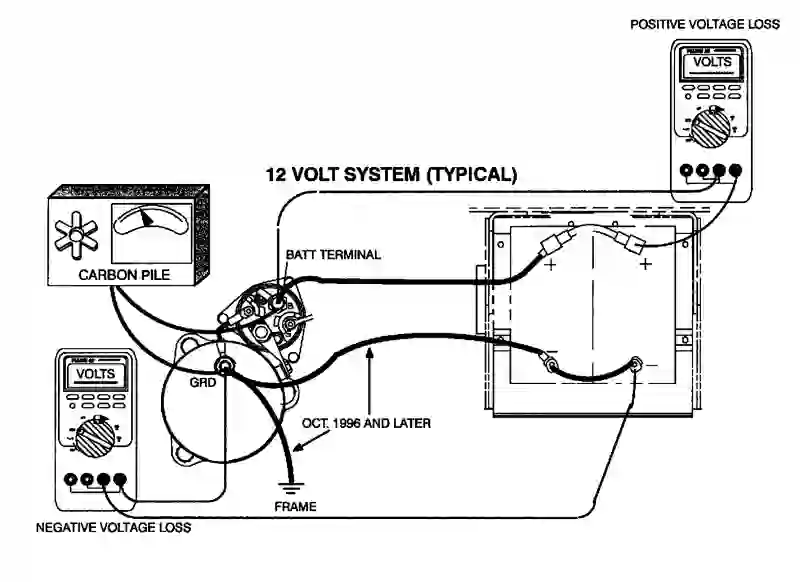 POSITIVE VOLTAGE LOSS
VOLTS
12 VOLT SYSTEM (TYPICAL)
BATT TERMINAL
CARBON PILE
+ +
VOLTS
GRD
- -
OCT. 1996 AND LATER
FRAME
NEGATIVE VOLTAGE LOSS